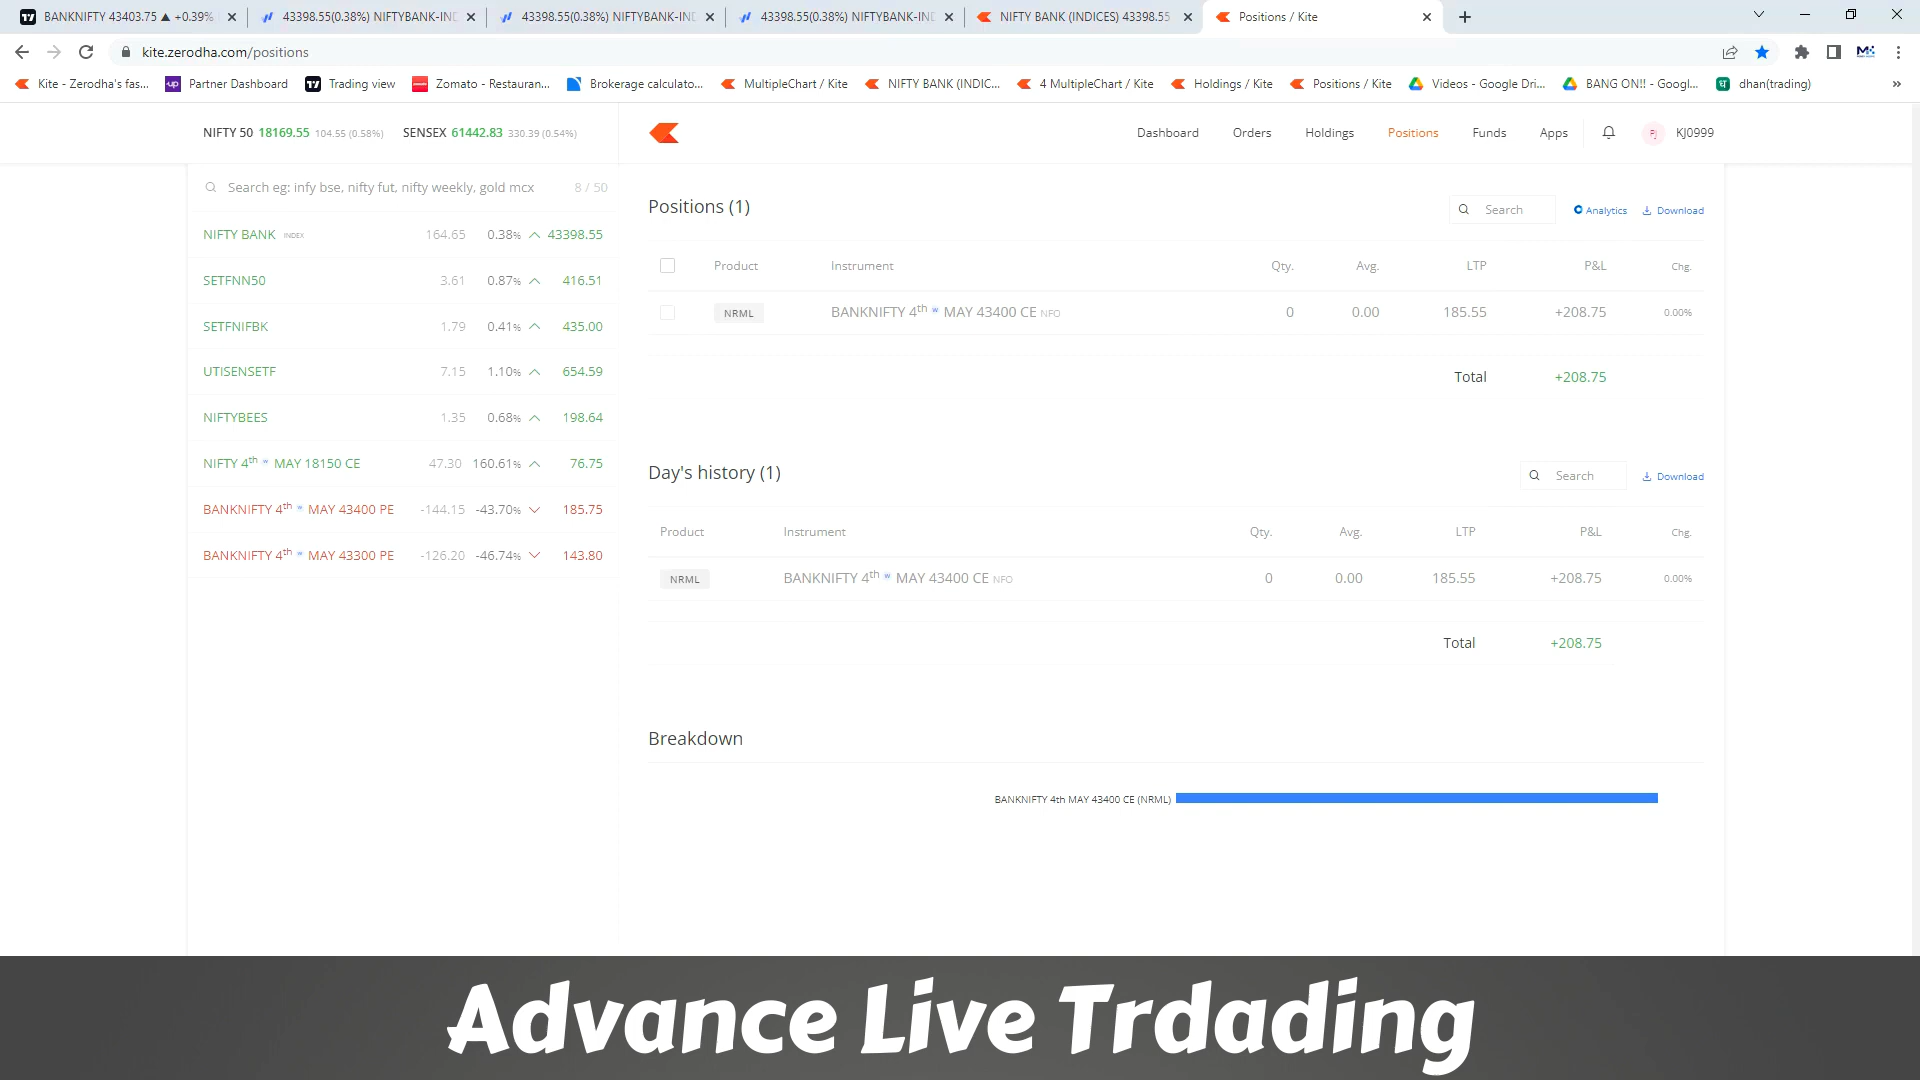 BANKNIFTY 43403.75 ▲ +0.39%
43398.55(0.38%) NIFTYBANK-IND
43398.55(0.38%) NIFTYBANK-IND
43398.55(0.38%) NIFTYBANK-IND
NIFTY BANK (INDICES) 43398.55
Positions / Kite
kite.zerodha.com/positions
Kite - Zerodha's fas...
Partner Dashboard
Trading view
Zomato - Restauran...
Brokerage calculato...
MultipleChart / Kite
NIFTY BANK (INDIC...
4 MultipleChart / Kite
Holdings / Kite
Positions / Kite
Videos - Google Dri...
BANG ON!! - Googl...
dhan(trading)
»
NIFTY 50 18169.55 104.55 (0.58%) SENSEX 61442.83 330.39 (0.54%)
Dashboard Orders Holdings Positions Funds Apps PJ KJ0999
Search eg: infy bse, nifty fut, nifty weekly, gold mcx 8 / 50
NIFTY BANK INDEX 164.65 0.38% 43398.55
SETFNN50 3.61 0.87% 416.51
SETFNIFBK 1.79 0.41% 435.00
UTISENSETF 7.15 1.10% 654.59
NIFTYBEES 1.35 0.68% 198.64
NIFTY 4th w MAY 18150 CE 47.30 160.61% 76.75
BANKNIFTY 4th w MAY 43400 PE -144.15 -43.70% 185.75
BANKNIFTY 4th w MAY 43300 PE -126.20 -46.74% 143.80
Positions (1) Search Analytics Download
Product Instrument Qty. Avg. LTP P&L Chg.
NRML BANKNIFTY 4th w MAY 43400 CE NFO 0 0.00 185.55 +208.75 0.00%
Total +208.75
Day's history (1) Search Download
Product Instrument Qty. Avg. LTP P&L Chg.
NRML BANKNIFTY 4th w MAY 43400 CE NFO 0 0.00 185.55 +208.75 0.00%
Total +208.75
Breakdown
BANKNIFTY 4th MAY 43400 CE (NRML)
Advance Live Trdading